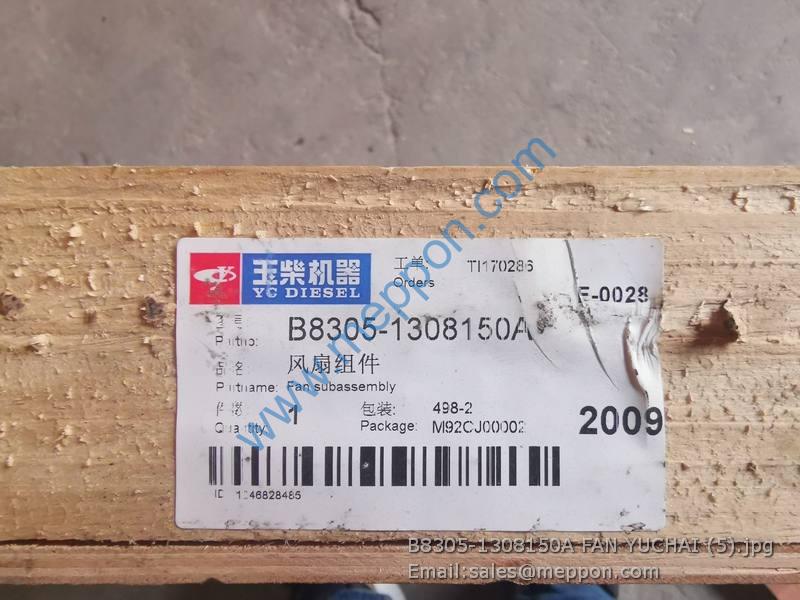 玉柴机器
YC DIESEL
工单:
TI170286
Orders
E-0028
B8305-1308150A
风扇组件
Partname: Fan subassembly
1
包装:
498-2
Quantity:
Package: M92CJ00002
2009
ID
www.meppon.com
B8305-1308150A FAN YUCHAI (5).jpg
Email:sales@meppon.com